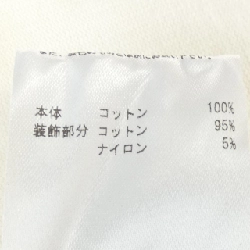 本体 コットン 100%
装飾部分 コットン 95%
ナイロン 5%